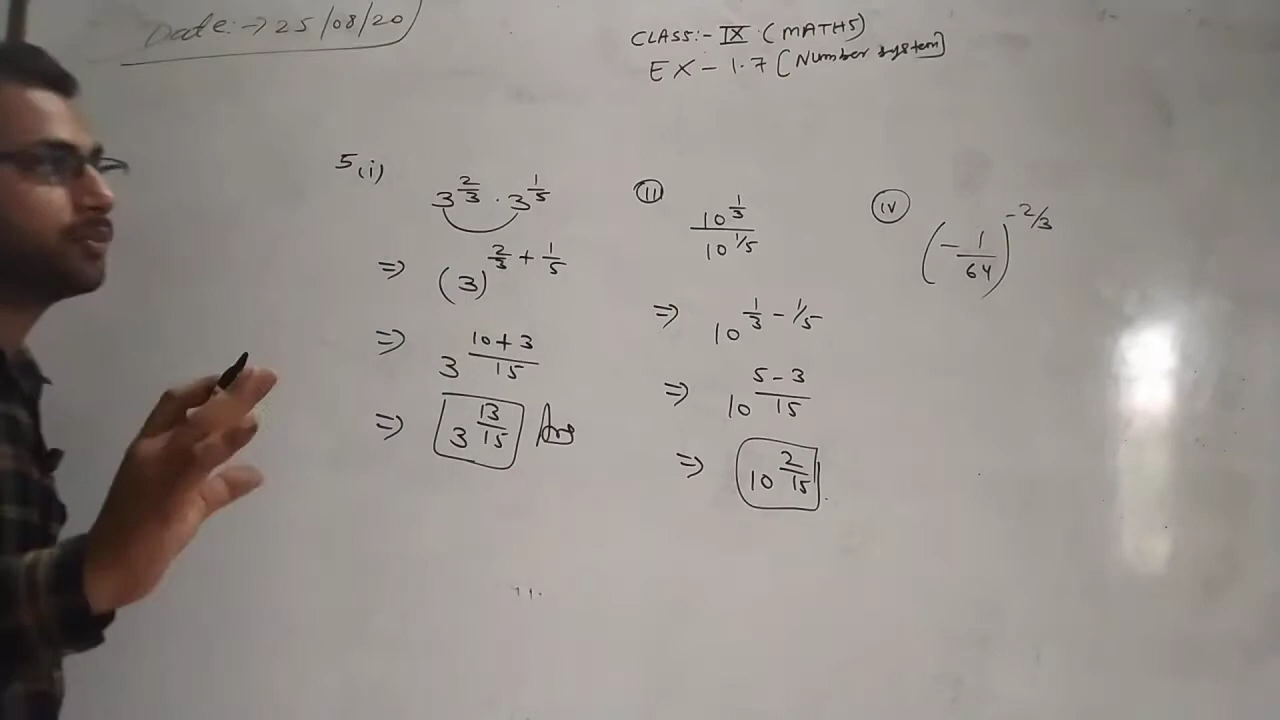 Date:→ 25/08/20
CLASS:- IX (MATHS)
EX - 1.7 [Number system]
5(i)
3^{2/3} · 3^{1/5}
⇒ (3)^{2/3 + 1/5}
⇒ 3^{(10+3)/15}
⇒ 3^{13/15} Ans
(II)
10^{1/3} / 10^{1/5}
⇒ 10^{1/3 - 1/5}
⇒ 10^{(5-3)/15}
⇒ 10^{2/15}
(IV)
(-1/64)^{-2/3}